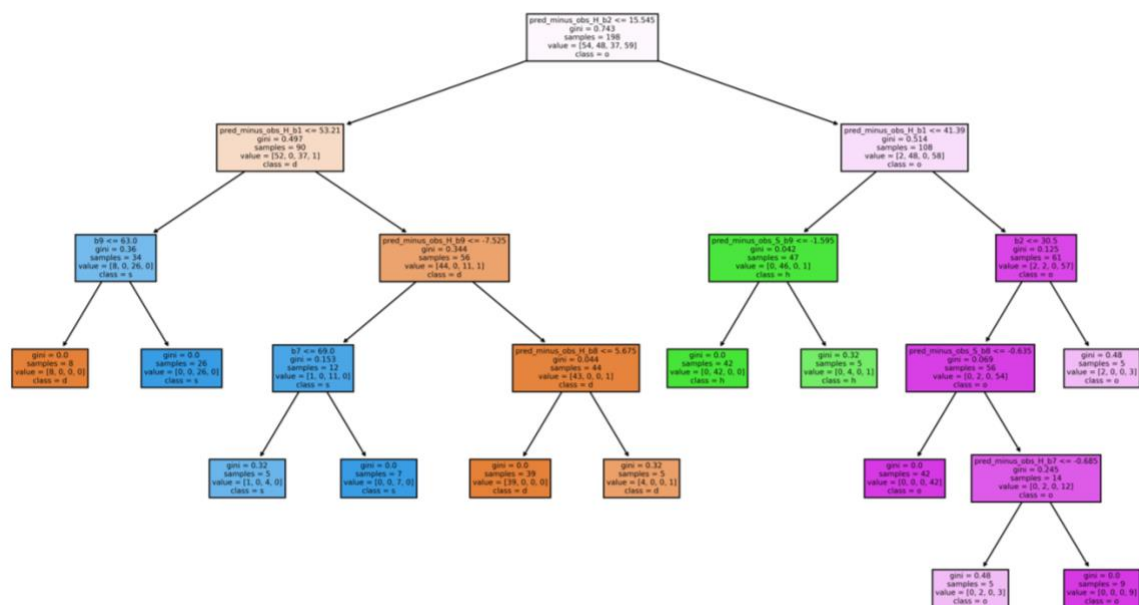 pred_minus_obs_H_b2 <= 15.545
gini = 0.743
samples = 198
value = [54, 48, 37, 59]
class = o
pred_minus_obs_H_b1 <= 53.21
gini = 0.497
samples = 90
value = [52, 0, 37, 1]
class = d
pred_minus_obs_H_b1 <= 41.39
gini = 0.514
samples = 108
value = [2, 48, 0, 58]
class = o
b9 <= 63.0
gini = 0.36
samples = 34
value = [8, 0, 26, 0]
class = s
pred_minus_obs_H_b9 <= -7.525
gini = 0.344
samples = 56
value = [44, 0, 11, 1]
class = d
pred_minus_obs_S_b9 <= -1.595
gini = 0.042
samples = 47
value = [0, 46, 0, 1]
class = h
b2 <= 30.5
gini = 0.125
samples = 61
value = [2, 2, 0, 57]
class = o
gini = 0.0
samples = 8
value = [8, 0, 0, 0]
class = d
gini = 0.0
samples = 26
value = [0, 0, 26, 0]
class = s
b7 <= 69.0
gini = 0.153
samples = 12
value = [1, 0, 11, 0]
class = s
pred_minus_obs_H_b8 <= 5.675
gini = 0.044
samples = 44
value = [43, 0, 0, 1]
class = d
gini = 0.0
samples = 42
value = [0, 42, 0, 0]
class = h
gini = 0.32
samples = 5
value = [0, 4, 0, 1]
class = h
pred_minus_obs_S_b8 <= -0.635
gini = 0.069
samples = 56
value = [0, 2, 0, 54]
class = o
gini = 0.48
samples = 5
value = [2, 0, 0, 3]
class = o
gini = 0.32
samples = 5
value = [1, 0, 4, 0]
class = s
gini = 0.0
samples = 7
value = [0, 0, 7, 0]
class = s
gini = 0.0
samples = 39
value = [39, 0, 0, 0]
class = d
gini = 0.32
samples = 5
value = [4, 0, 0, 1]
class = d
gini = 0.0
samples = 42
value = [0, 0, 0, 42]
class = o
pred_minus_obs_H_b7 <= -0.685
gini = 0.245
samples = 14
value = [0, 2, 0, 12]
class = o
gini = 0.48
samples = 5
value = [0, 2, 0, 3]
class = o
gini = 0.0
samples = 9
value = [0, 0, 0, 9]
class = o